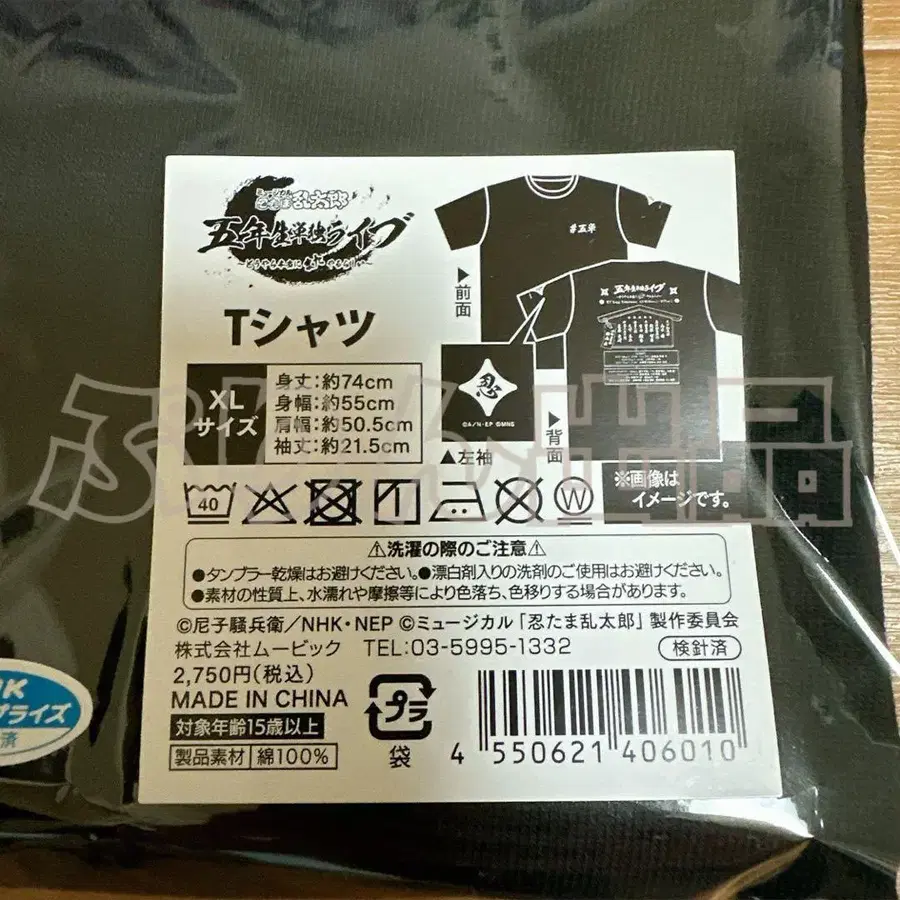 ミュージカル
忍たま乱太郎
五年生単独ライブ
Tシャツ
XL
サイズ
身丈:約74cm
身幅:約55cm
肩幅:約50.5cm
袖丈:約21.5cm
▶前面
五年生単独ライブ
忍
©A/N・EP ©MNS
▲左袖
▶背面
※画像は
イメージです。
40
W
⚠洗濯の際のご注意⚠
●タンブラー乾燥はお避けください。●漂白剤入りの洗剤のご使用はお避けください。
●素材の性質上、水濡れや摩擦等により色落ち、色移りする場合があります。
©尼子騒兵衛/NHK・NEP ©ミュージカル「忍たま乱太郎」製作委員会
株式会社ムービック TEL:03-5995-1332
検針済
2,750円(税込)
MADE IN CHINA
対象年齢15歳以上
製品素材 綿100%
プラ
袋
4 550621 406010
出品